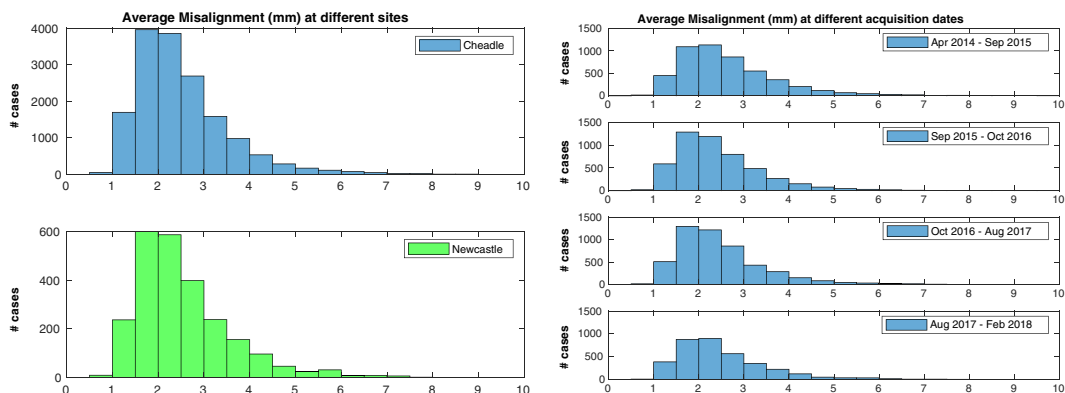 Average Misalignment (mm) at different sites
# cases
4000
2000
1000
0
Cheadle
0 1 2 3 4 5 6 7 8 9 10
# cases
600
400
200
0
Newcastle
0 1 2 3 4 5 6 7 8 9 10
Average Misalignment (mm) at different acquisition dates
# cases
1500
1000
500
0
Apr 2014 - Sep 2015
0 1 2 3 4 5 6 7 8 9 10
# cases
1500
1000
500
0
Sep 2015 - Oct 2016
0 1 2 3 4 5 6 7 8 9 10
# cases
1500
1000
500
0
Oct 2016 - Aug 2017
0 1 2 3 4 5 6 7 8 9 10
# cases
1500
1000
500
0
Aug 2017 - Feb 2018
0 1 2 3 4 5 6 7 8 9 10